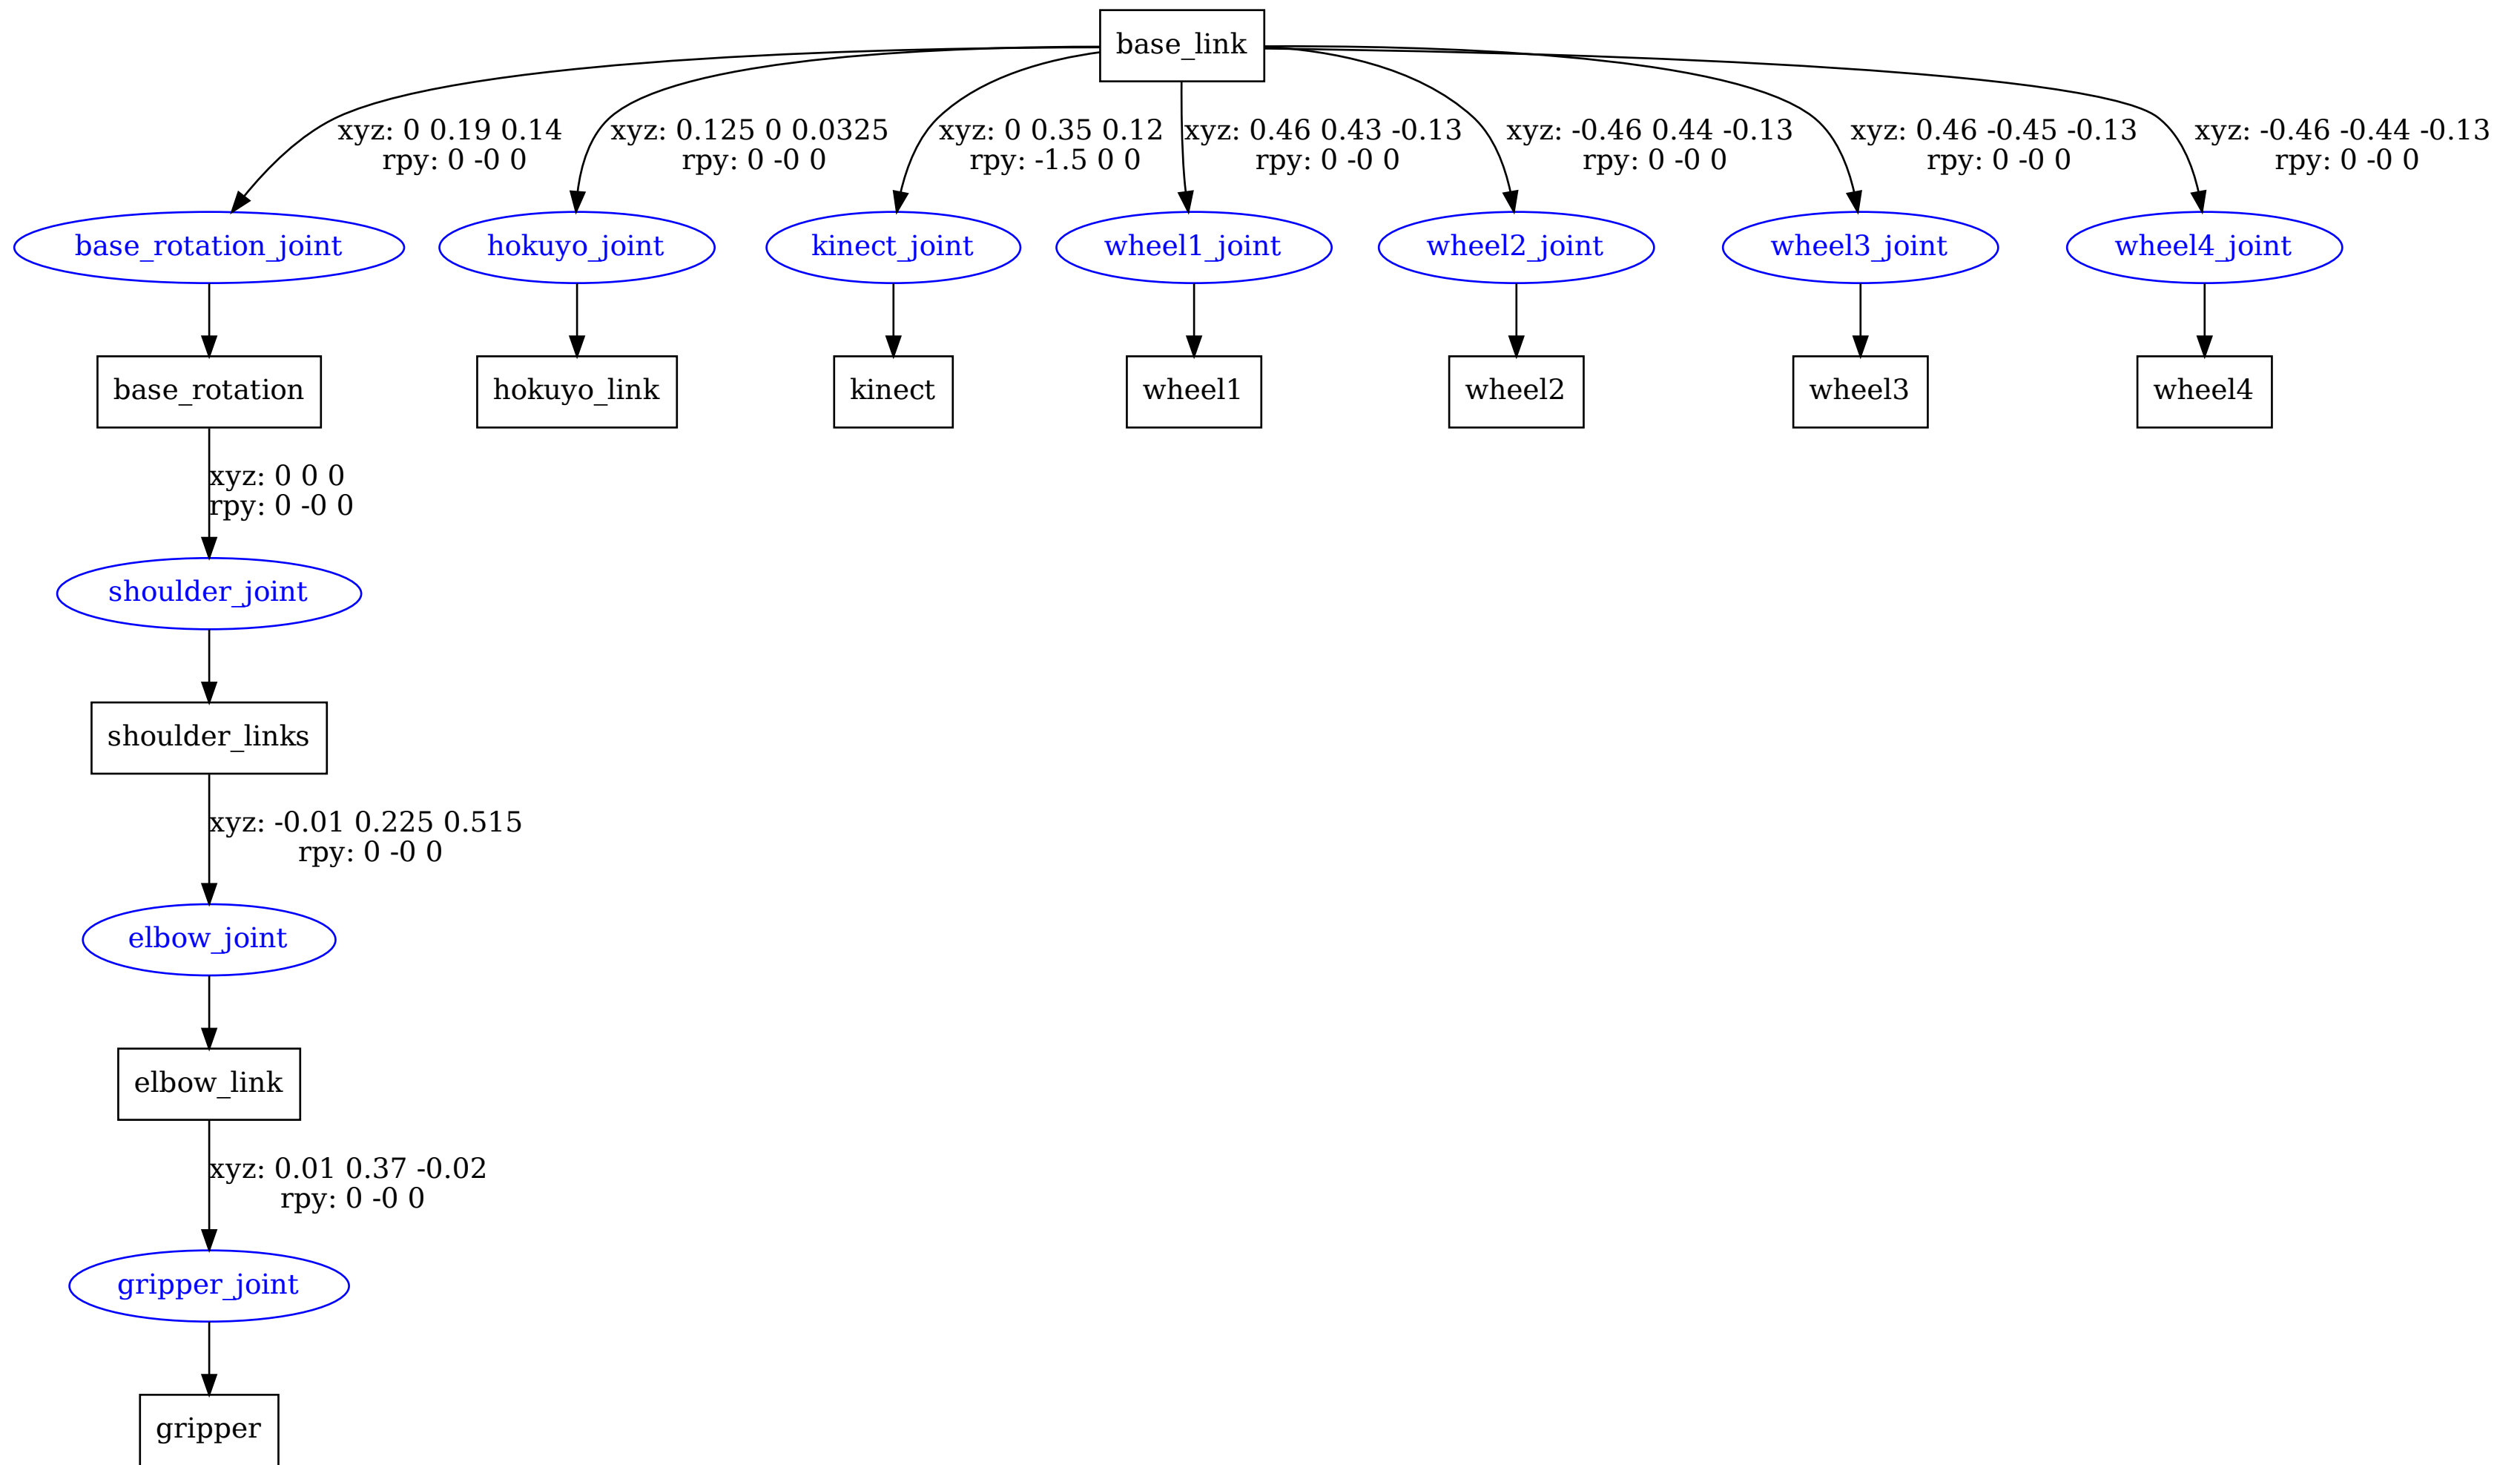 base_link
xyz: 0 0.19 0.14
rpy: 0 -0 0
xyz: 0.125 0 0.0325
rpy: 0 -0 0
xyz: 0 0.35 0.12
rpy: -1.5 0 0
xyz: 0.46 0.43 -0.13
rpy: 0 -0 0
xyz: -0.46 0.44 -0.13
rpy: 0 -0 0
xyz: 0.46 -0.45 -0.13
rpy: 0 -0 0
xyz: -0.46 -0.44 -0.13
rpy: 0 -0 0
base_rotation_joint
hokuyo_joint
kinect_joint
wheel1_joint
wheel2_joint
wheel3_joint
wheel4_joint
base_rotation
hokuyo_link
kinect
wheel1
wheel2
wheel3
wheel4
xyz: 0 0 0
rpy: 0 -0 0
shoulder_joint
shoulder_links
xyz: -0.01 0.225 0.515
rpy: 0 -0 0
elbow_joint
elbow_link
xyz: 0.01 0.37 -0.02
rpy: 0 -0 0
gripper_joint
gripper